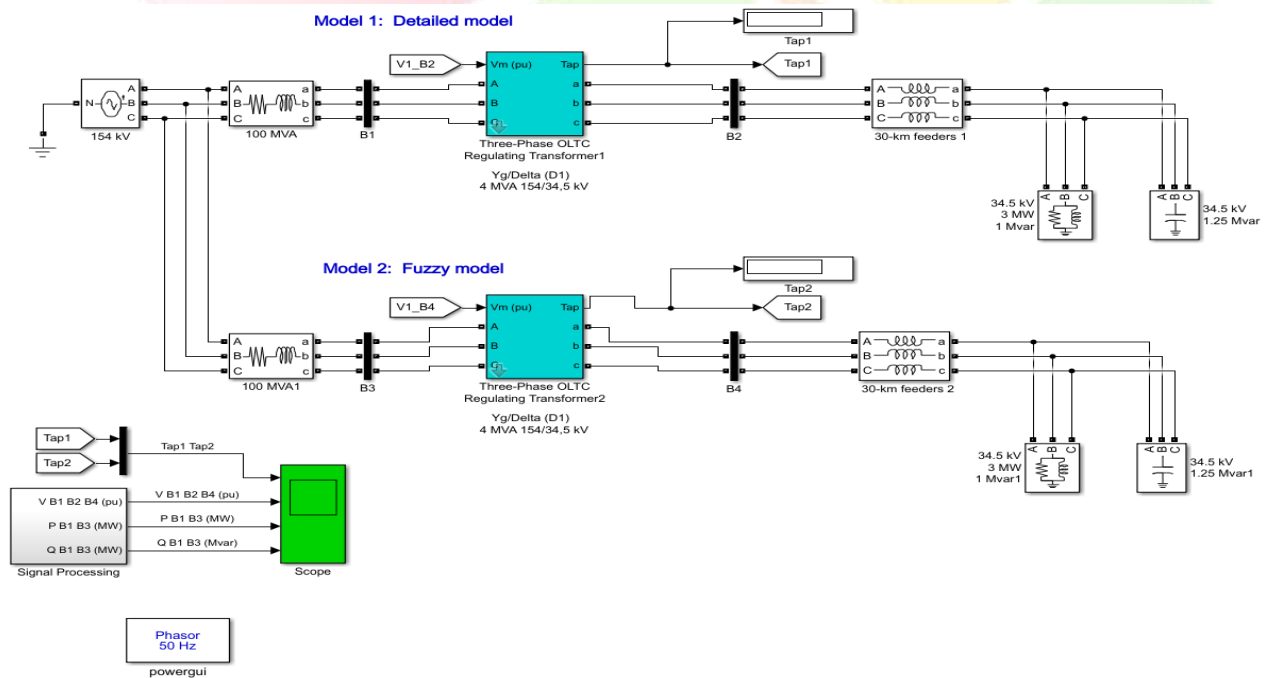 Model 1: Detailed model
Tap1
V1_B2
Vm (pu)
Tap
Tap1
A
B
C
a
b
c
N
A
B
C
154 kV
A
B
C
a
b
c
100 MVA
B1
Three-Phase OLTC
Regulating Transformer1
Yg/Delta (D1)
4 MVA 154/34,5 kV
B2
A
B
C
a
b
c
30-km feeders 1
A
B
C
34.5 kV
3 MW
1 Mvar
A
B
C
34.5 kV
1.25 Mvar
Model 2: Fuzzy model
Tap2
V1_B4
Vm (pu)
Tap
Tap2
A
B
C
a
b
c
A
B
C
a
b
c
100 MVA1
B3
Three-Phase OLTC
Regulating Transformer2
Yg/Delta (D1)
4 MVA 154/34,5 kV
B4
A
B
C
a
b
c
30-km feeders 2
A
B
C
34.5 kV
3 MW
1 Mvar1
A
B
C
34.5 kV
1.25 Mvar1
Tap1
Tap2
Tap1 Tap2
V B1 B2 B4 (pu)
V B1 B2 B4 (pu)
P B1 B3 (MW)
P B1 B3 (MW)
Q B1 B3 (MW)
Q B1 B3 (Mvar)
Signal Processing
Scope
Phasor
50 Hz
powergui